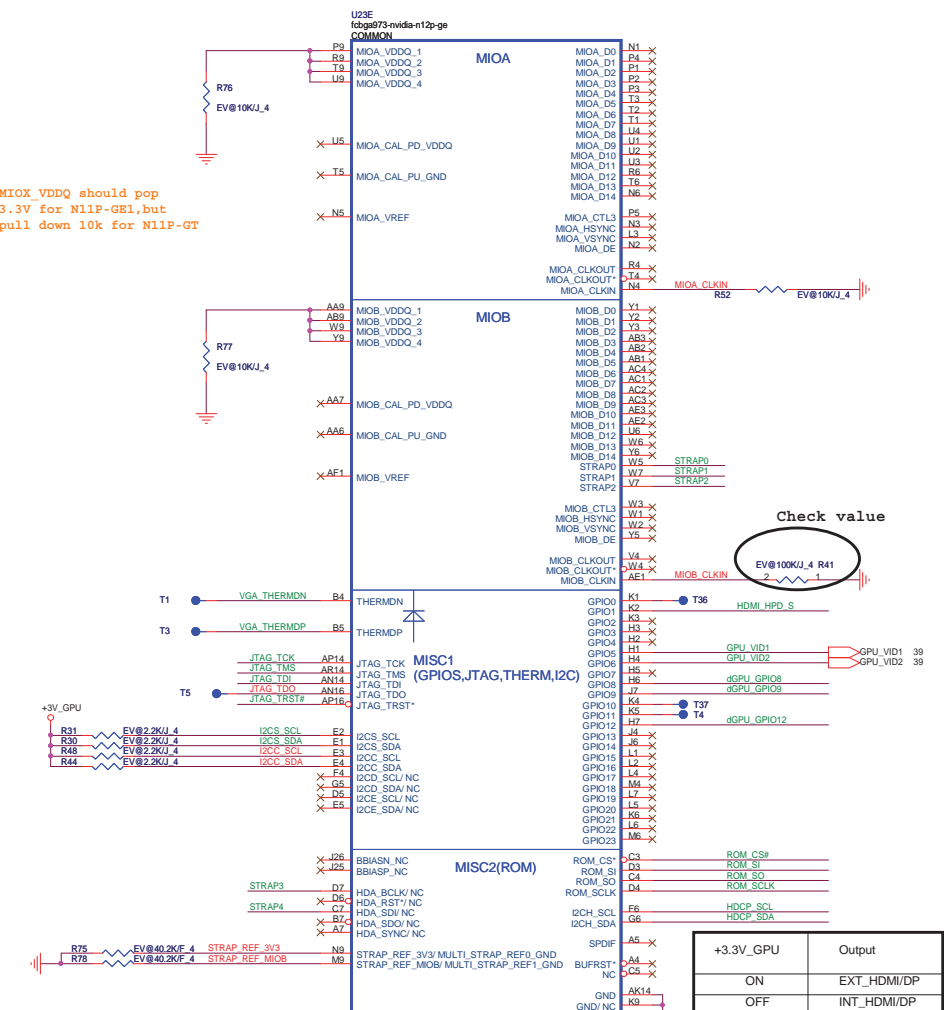 U23E
fcbga973-nvidia-n12p-ge
COMMON
MIOA
P9 MIOA_VDDQ_1
R9 MIOA_VDDQ_2
T9 MIOA_VDDQ_3
U9 MIOA_VDDQ_4
R76
EV@10K/J_4
U5 MIOA_CAL_PD_VDDQ
T5 MIOA_CAL_PU_GND
N5 MIOA_VREF
MIOX_VDDQ should pop
3.3V for N11P-GE1,but
pull down 10k for N11P-GT
MIOA_D0 N1
MIOA_D1 P4
MIOA_D2 P1
MIOA_D3 P2
MIOA_D4 P3
MIOA_D5 T3
MIOA_D6 T2
MIOA_D7 T1
MIOA_D8 U4
MIOA_D9 U1
MIOA_D10 U2
MIOA_D11 U3
MIOA_D12 R6
MIOA_D13 T6
MIOA_D14 N6
MIOA_CTL3 P5
MIOA_HSYNC N3
MIOA_VSYNC L3
MIOA_DE N2
MIOA_CLKOUT R4
MIOA_CLKOUT* T4
MIOA_CLKIN N4 MIOA_CLKIN
R52 EV@10K/J_4
MIOB
AA9 MIOB_VDDQ_1
AB9 MIOB_VDDQ_2
W9 MIOB_VDDQ_3
Y9 MIOB_VDDQ_4
R77
EV@10K/J_4
AA7 MIOB_CAL_PD_VDDQ
AA6 MIOB_CAL_PU_GND
AF1 MIOB_VREF
MIOB_D0 Y1
MIOB_D1 Y2
MIOB_D2 Y3
MIOB_D3 AB3
MIOB_D4 AB2
MIOB_D5 AB1
MIOB_D6 AC4
MIOB_D7 AC1
MIOB_D8 AC2
MIOB_D9 AC3
MIOB_D10 AE3
MIOB_D11 AE2
MIOB_D12 U6
MIOB_D13 W6
MIOB_D14 Y6
STRAP0 W5 STRAP0
STRAP1 W7 STRAP1
STRAP2 V7 STRAP2
MIOB_CTL3 W3
MIOB_HSYNC W1
MIOB_VSYNC W2
MIOB_DE Y5
Check value
MIOB_CLKOUT V4
MIOB_CLKOUT* W4
MIOB_CLKIN AE1 MIOB_CLKIN
EV@100K/J_4 R41
2 1
T1 VGA_THERMDN B4 THERMDN
T3 VGA_THERMDP B5 THERMDP
MISC1
(GPIOS,JTAG,THERM,I2C)
JTAG_TCK AP14 JTAG_TCK
JTAG_TMS AR14 JTAG_TMS
JTAG_TDI AN14 JTAG_TDI
T5 JTAG_TDO AN16 JTAG_TDO
JTAG_TRST# AP16 JTAG_TRST*
+3V_GPU
R31 EV@2.2K/J_4 I2CS_SCL E2 I2CS_SCL
R30 EV@2.2K/J_4 I2CS_SDA E1 I2CS_SDA
R48 EV@2.2K/J_4 I2CC_SCL E3 I2CC_SCL
R44 EV@2.2K/J_4 I2CC_SDA E4 I2CC_SDA
F4 I2CD_SCL/ NC
G5 I2CD_SDA/ NC
D5 I2CE_SCL/ NC
E5 I2CE_SDA/ NC
GPIO0 K1 T36
GPIO1 K2 HDMI_HPD_S
GPIO2 K3
GPIO3 H3
GPIO4 H2
GPIO5 H1 GPU_VID1 GPU_VID1 39
GPIO6 H4 GPU_VID2 GPU_VID2 39
GPIO7 H5
GPIO8 H6 dGPU_GPIO8
GPIO9 J7 dGPU_GPIO9
GPIO10 K4 T37
GPIO11 K5 T4
GPIO12 H7 dGPU_GPIO12
GPIO13 J4
GPIO14 J6
GPIO15 L1
GPIO16 L2
GPIO17 L4
GPIO18 M4
GPIO19 L7
GPIO20 L5
GPIO21 K6
GPIO22 L6
GPIO23 M6
MISC2(ROM)
J26 BBIASN_NC
J25 BBIASP_NC
STRAP3 D7 HDA_BCLK/ NC
D6 HDA_RST*/ NC
STRAP4 C7 HDA_SDI/ NC
B7 HDA_SDO/ NC
A7 HDA_SYNC/ NC
R75 EV@40.2K/F_4 STRAP_REF_3V3 N9 STRAP_REF_3V3/ MULTI_STRAP_REF0_GND
R78 EV@40.2K/F_4 STRAP_REF_MIOB M9 STRAP_REF_MIOB/ MULTI_STRAP_REF1_GND
ROM_CS* C3 ROM_CS#
ROM_SI D3 ROM_SI
ROM_SO C4 ROM_SO
ROM_SCLK D4 ROM_SCLK
I2CH_SCL F6 HDCP_SCL
I2CH_SDA G6 HDCP_SDA
SPDIF A5
BUFRST* A4
NC C5
GND AK14
GND/ NC K9
+3.3V_GPU Output
ON EXT_HDMI/DP
OFF INT_HDMI/DP